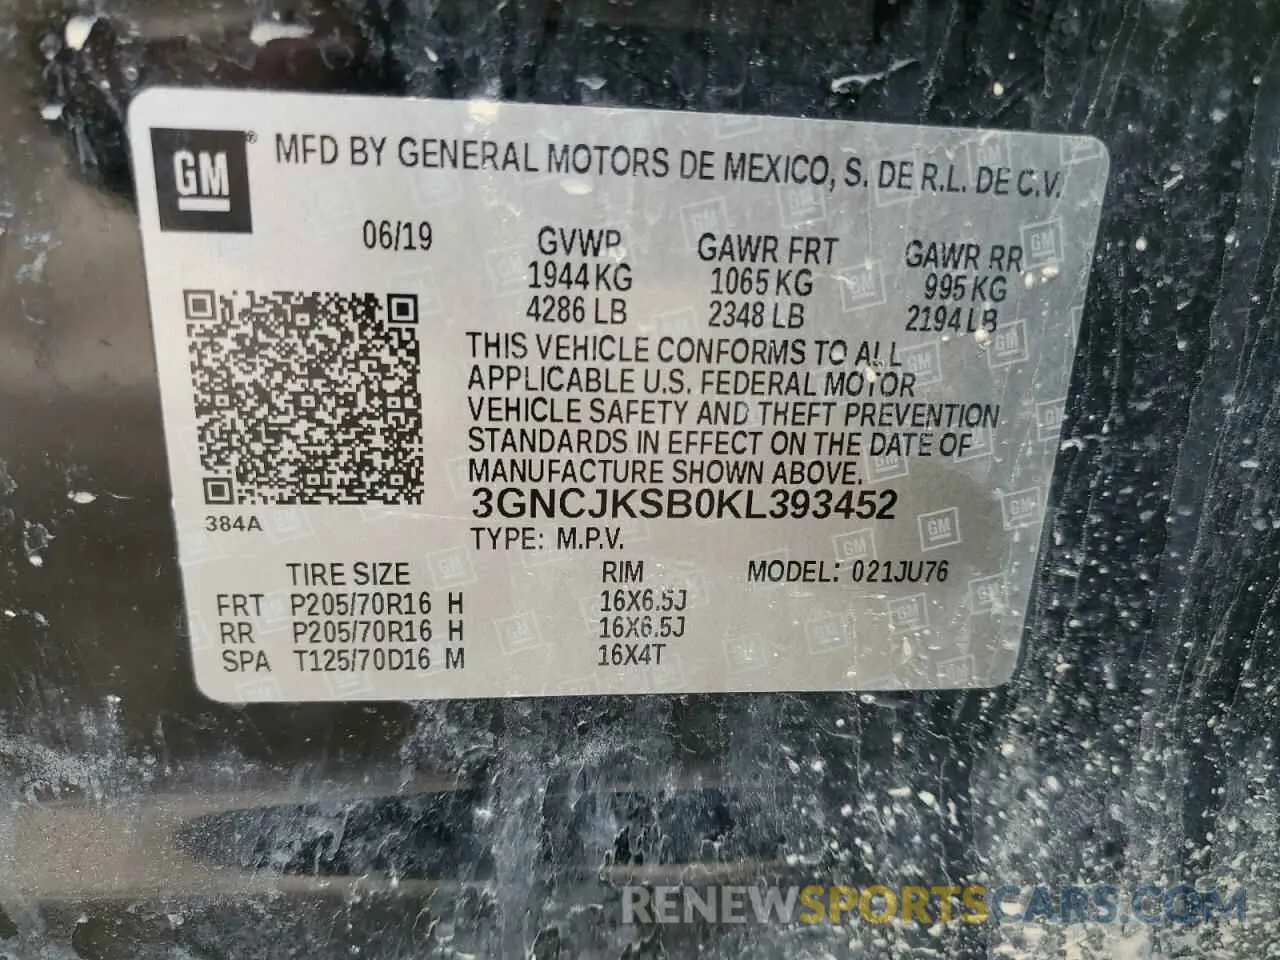 GM ® MFD BY GENERAL MOTORS DE MEXICO, S. DE R.L. DE C.V.
06/19 GVWR GAWR FRT GAWR RR
1944 KG 1065 KG 995 KG
4286 LB 2348 LB 2194 LB
THIS VEHICLE CONFORMS TO ALL
APPLICABLE U.S. FEDERAL MOTOR
VEHICLE SAFETY AND THEFT PREVENTION
STANDARDS IN EFFECT ON THE DATE OF
MANUFACTURE SHOWN ABOVE.
3GNCJKSB0KL393452
384A
TYPE: M.P.V.
TIRE SIZE RIM MODEL: 021JU76
FRT P205/70R16 H 16X6.5J
RR P205/70R16 H 16X6.5J
SPA T125/70D16 M 16X4T
RENEWSPORTSCARS.COM